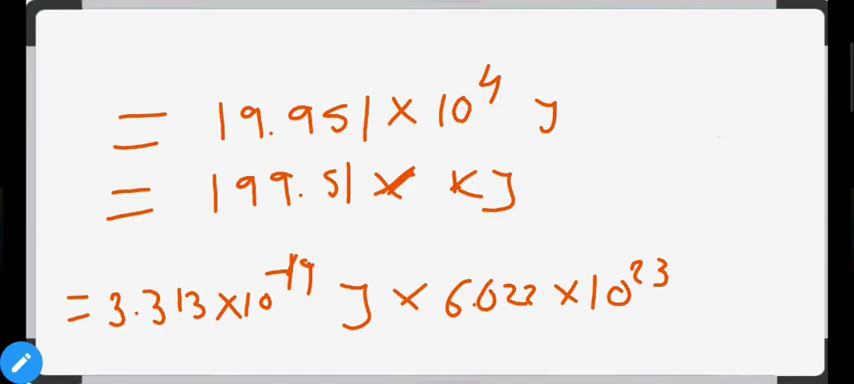 = 19.951 × 10⁴ J
= 199.51 × KJ
= 3.313 × 10⁻¹⁹ J × 6.022 × 10²³